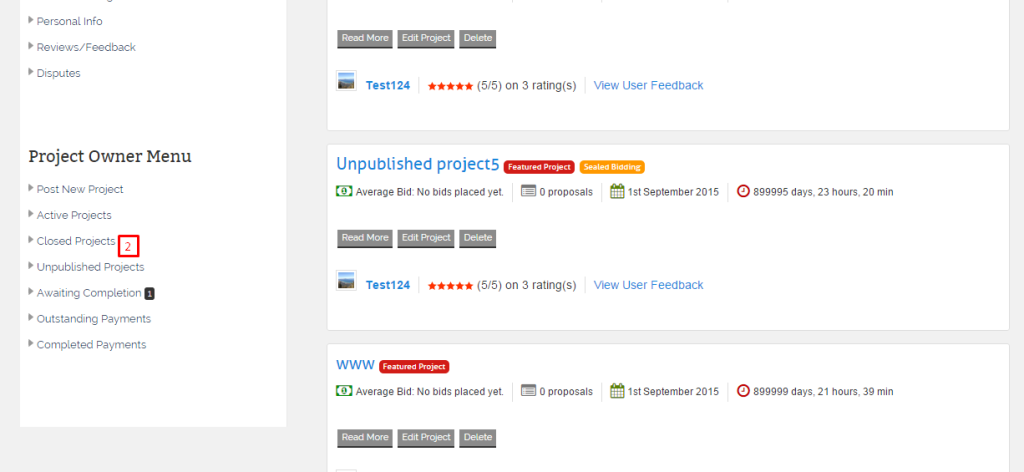 Personal Info
Reviews/Feedback
Disputes
Project Owner Menu
Post New Project
Active Projects
Closed Projects 2
Unpublished Projects
Awaiting Completion 1
Outstanding Payments
Completed Payments
Read More Edit Project Delete
Test124 (5/5) on 3 rating(s) View User Feedback
Unpublished project5 Featured Project Sealed Bidding
Average Bid: No bids placed yet. 0 proposals 1st September 2015 899995 days, 23 hours, 20 min
Read More Edit Project Delete
Test124 (5/5) on 3 rating(s) View User Feedback
www Featured Project
Average Bid: No bids placed yet. 0 proposals 1st September 2015 899999 days, 21 hours, 39 min
Read More Edit Project Delete